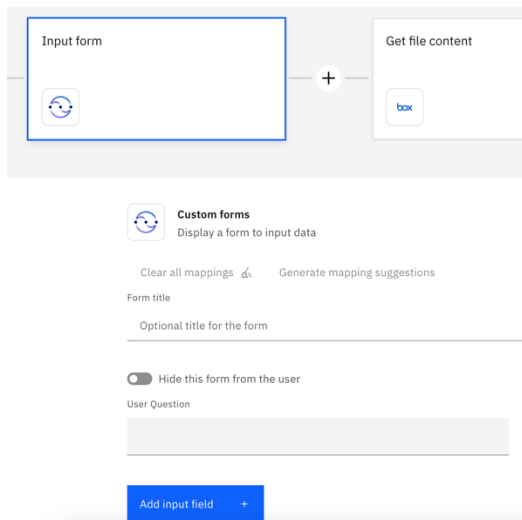 Input form
Get file content
+
box
Custom forms
Display a form to input data
Clear all mappings
Generate mapping suggestions
Form title
Optional title for the form
Hide this form from the user
User Question
Add input field +